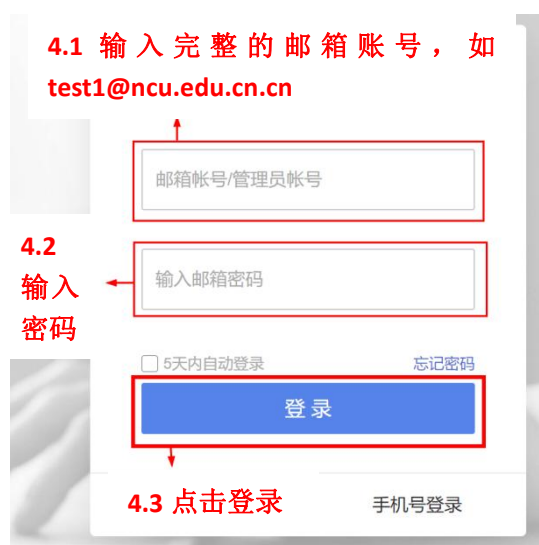 4.1 输入完整的邮箱账号，如
test1@ncu.edu.cn.cn
邮箱帐号/管理员帐号
4.2
输入
密码
输入邮箱密码
5天内自动登录 忘记密码
登 录
4.3 点击登录
手机号登录